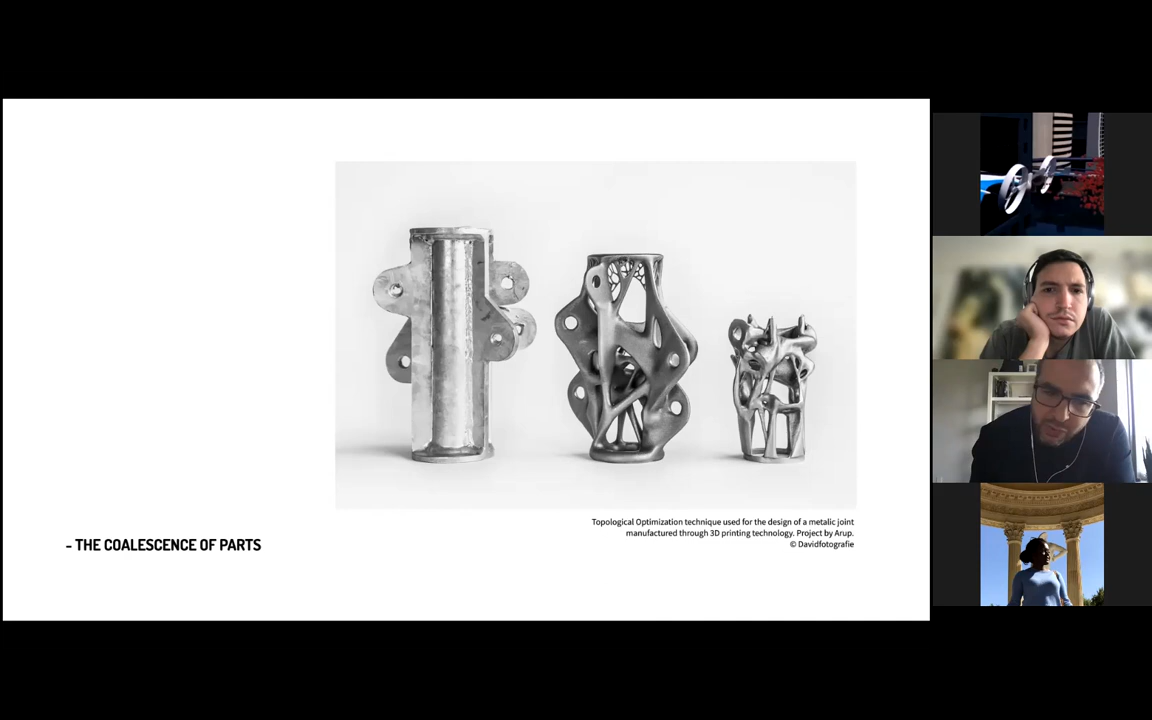 Topological Optimization technique used for the design of a metalic joint
manufactured through 3D printing technology. Project by Arup.
© Davidfotografie
– THE COALESCENCE OF PARTS